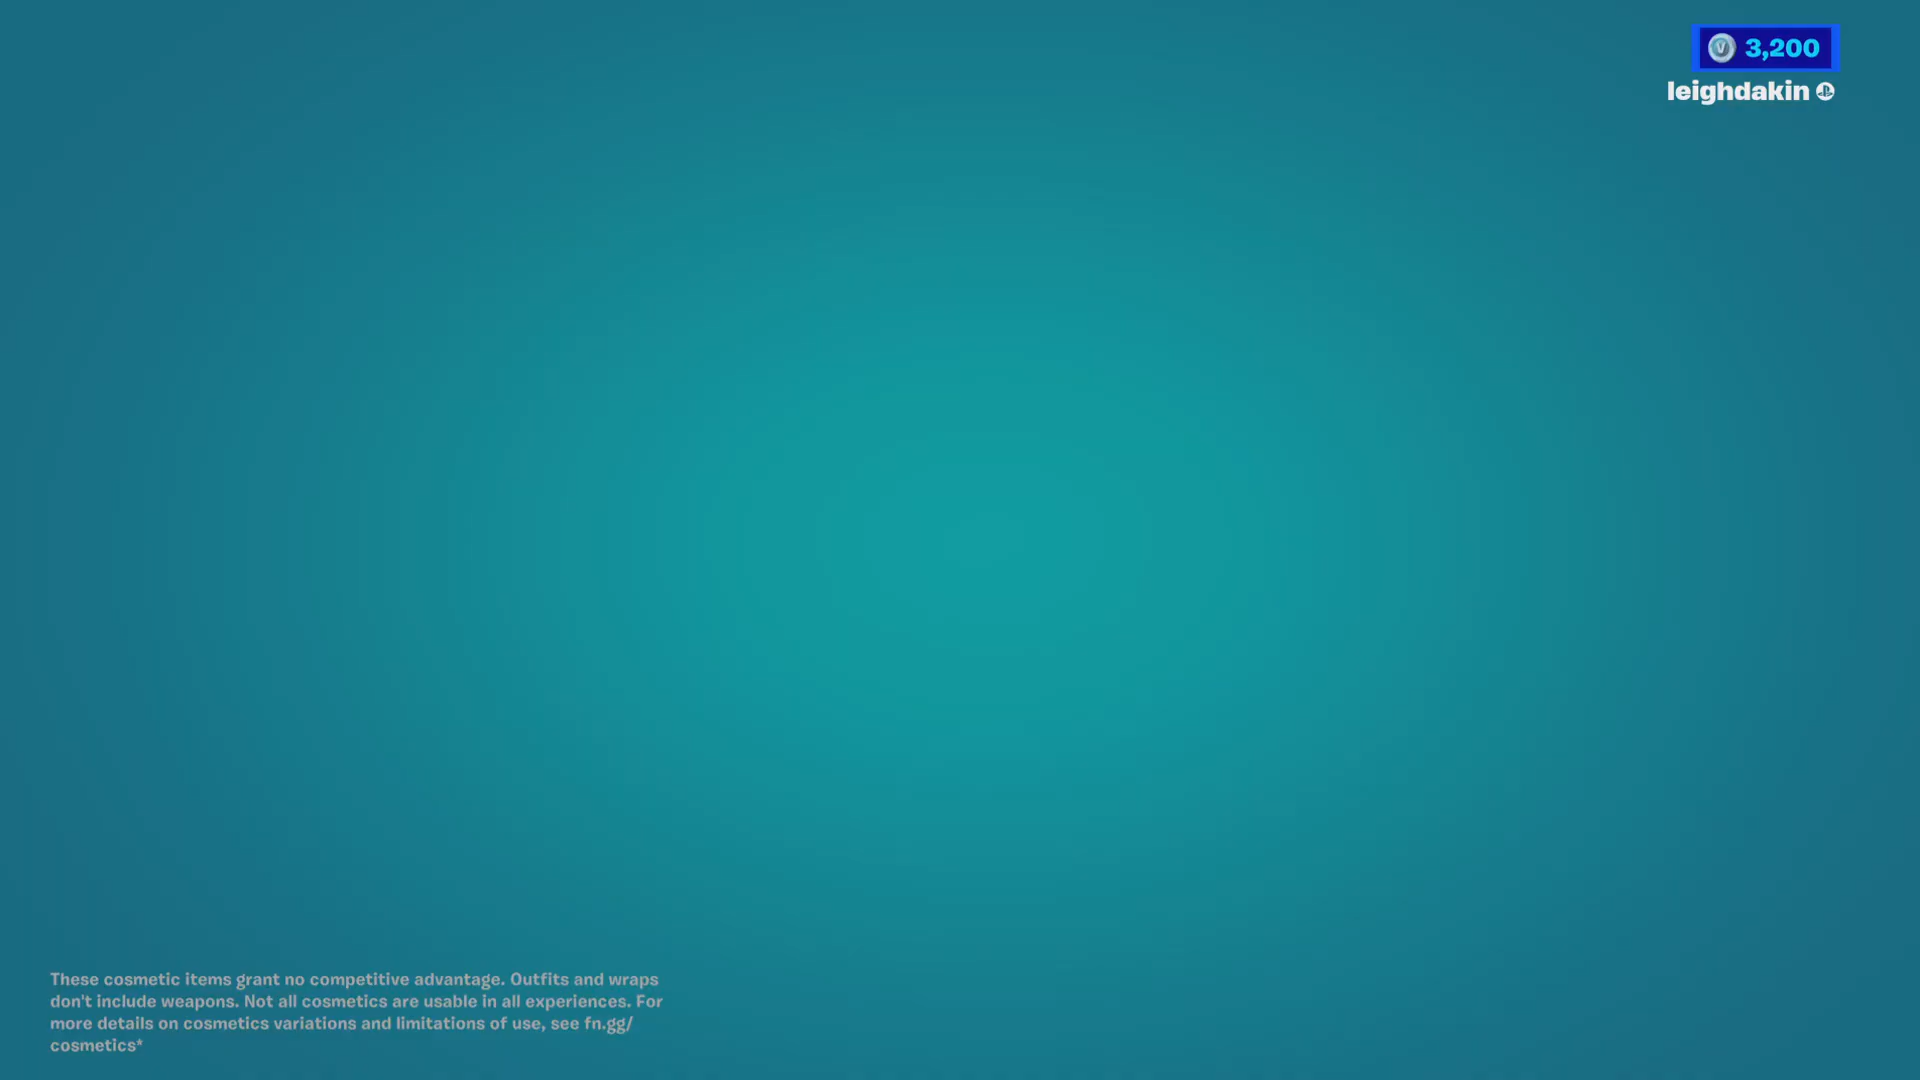 3,200
leighdakin
These cosmetic items grant no competitive advantage. Outfits and wraps
don't include weapons. Not all cosmetics are usable in all experiences. For
more details on cosmetics variations and limitations of use, see fn.gg/
cosmetics*